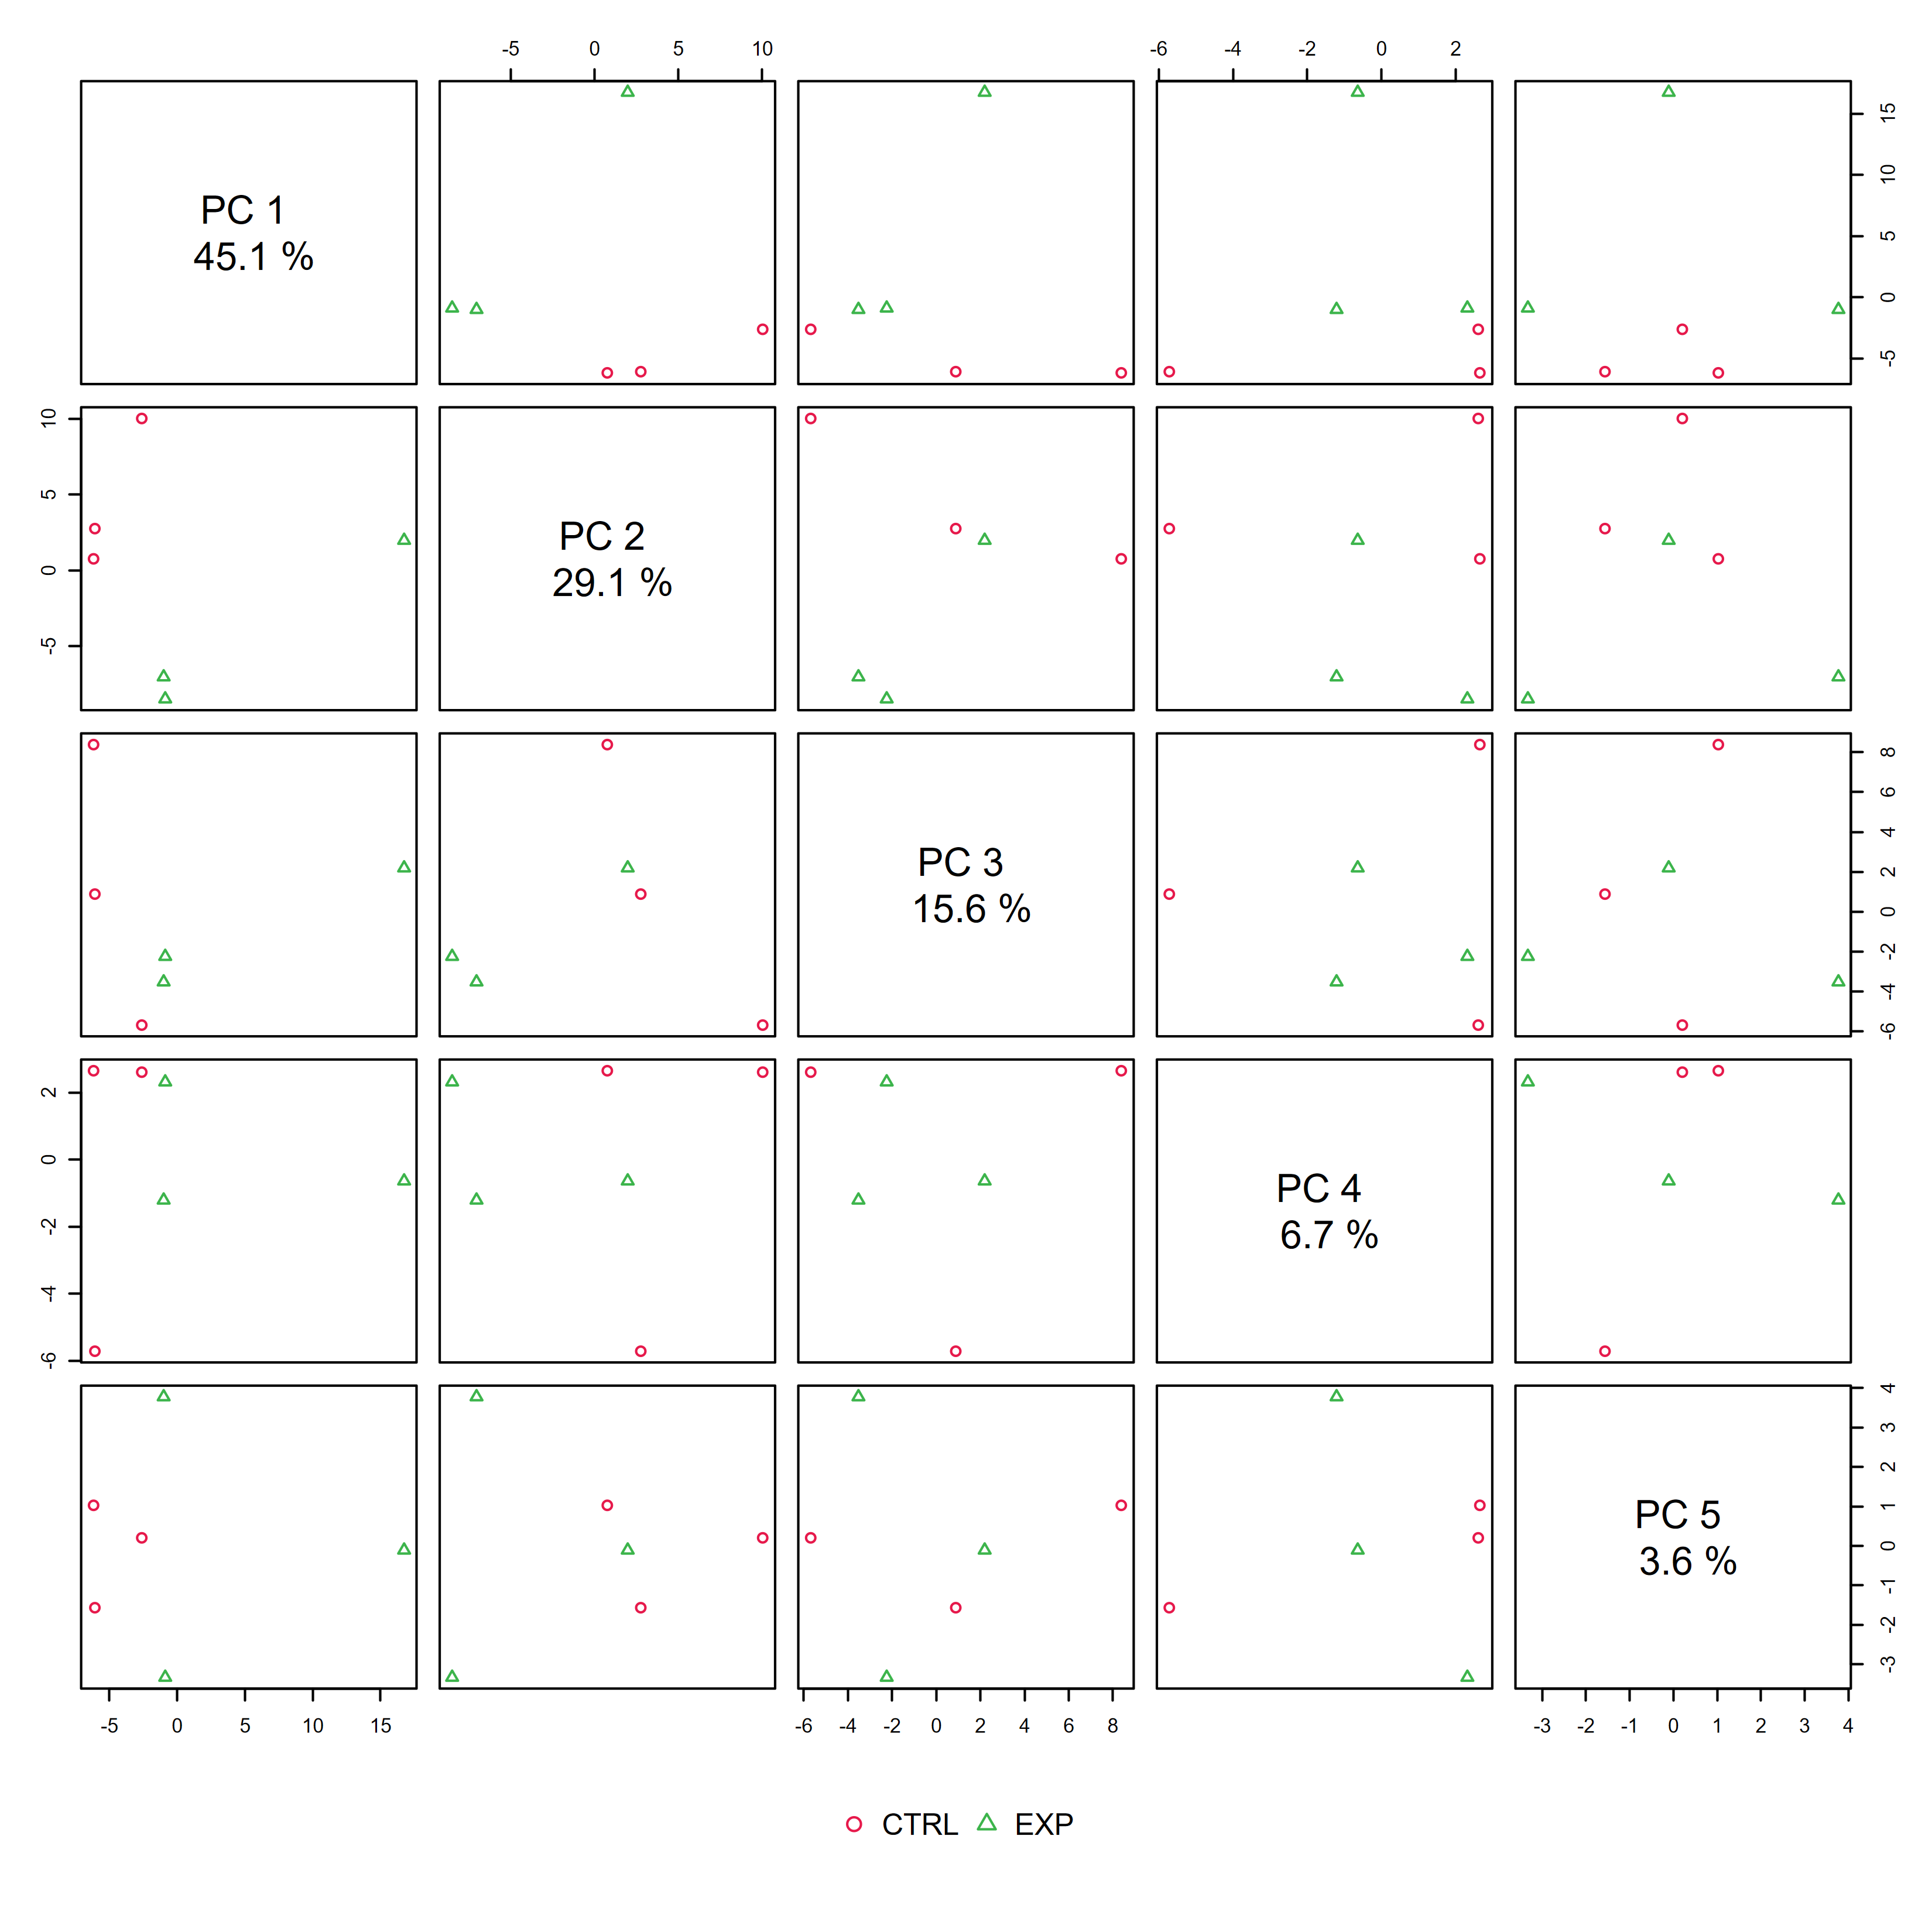 -5 0 5 10 -6 -4 -2 0 2
PC 1
45.1 %
15 10 5 0 -5
10 5 0 -5
PC 2
29.1 %
PC 3
15.6 %
8 6 4 2 0 -2 -4 -6
2 0 -2 -4 -6
PC 4
6.7 %
PC 5
3.6 %
4 3 2 1 0 -1 -2 -3
-5 0 5 10 15 -6 -4 -2 0 2 4 6 8 -3 -2 -1 0 1 2 3 4
CTRL EXP